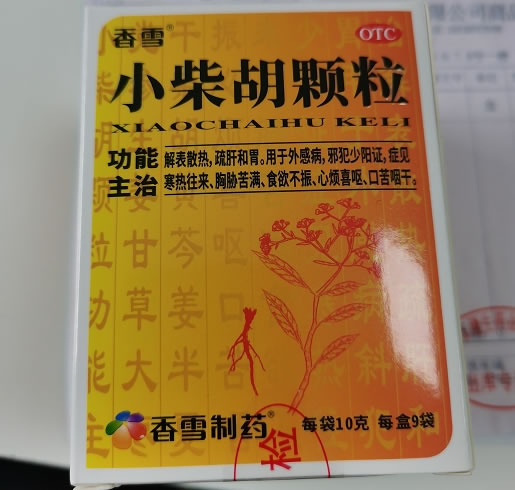 香雪
OTC
小柴胡颗粒
XIAOCHAIHU KELI
功能主治
解表散热,疏肝和胃。用于外感病,邪犯少阳证,症见
寒热往来、胸胁苦满、食欲不振、心烦喜呕、口苦咽干。
香雪制药®
每袋10克 每盒9袋
检